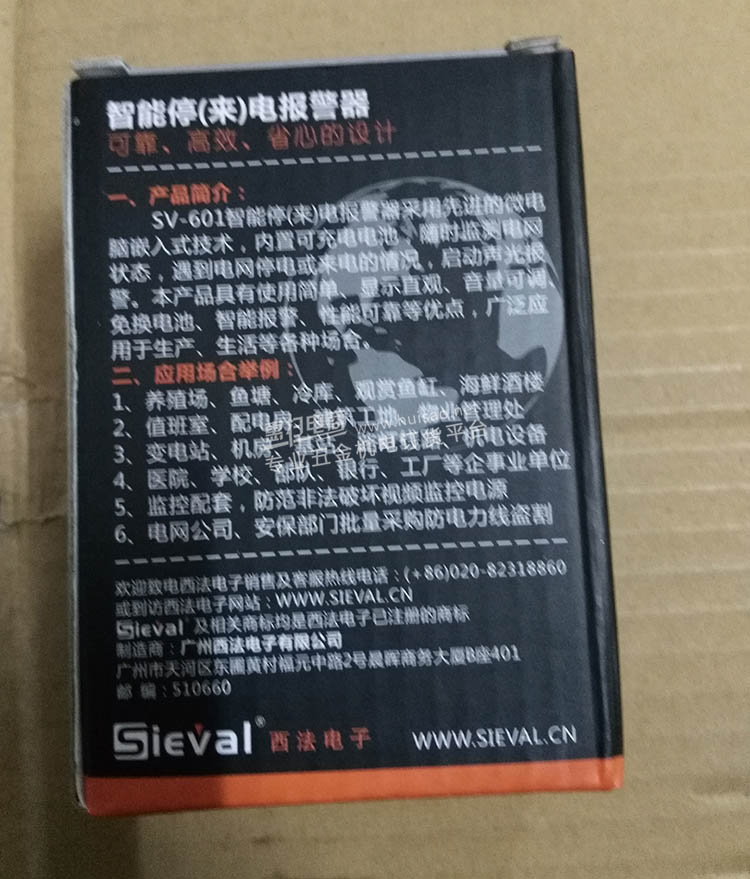 智能停(来)电报警器
可靠、高效、省心的设计
一、产品简介：
SV-601智能停(来)电报警器采用先进的微电
脑嵌入式技术，内置可充电电池，随时监测电网
状态，遇到电网停电或来电的情况，启动声光报
警。本产品具有使用简单、显示直观、音量可调、
免换电池、智能报警、性能可靠等优点，广泛应
用于生产、生活等各种场合。
二、应用场合举例：
1、养殖场、鱼塘、冷库、观赏鱼缸、海鲜酒楼
2、值班室、配电房、建筑工地、管理处
3、变电站、机房、基站、机电设备
4、医院、学校、部队、银行、工厂等企事业单位
5、监控配套，防范非法破坏视频监控电源
6、电网公司、安保部门批量采购防电力线盗割
欢迎致电西法电子销售及客服热线电话：(+86)020-82318860
或到访西法电子网站：WWW.SIEVAL.CN
Sieval 及相关商标均是西法电子已注册的商标
制造商：广州西法电子有限公司
广州市天河区东圃黄村福元中路2号晨晖商务大厦B座401
邮 编：510660
Sieval® 西法电子 WWW.SIEVAL.CN